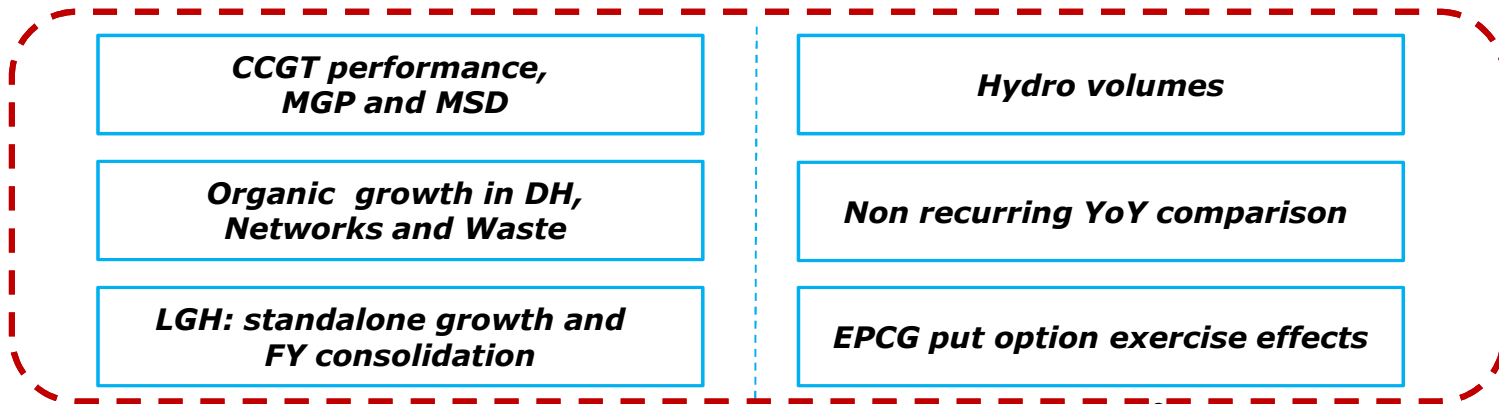 CCGT performance,
MGP and MSD
Organic growth in DH,
Networks and Waste
LGH: standalone growth and
FY consolidation
Hydro volumes
Non recurring YoY comparison
EPCG put option exercise effects